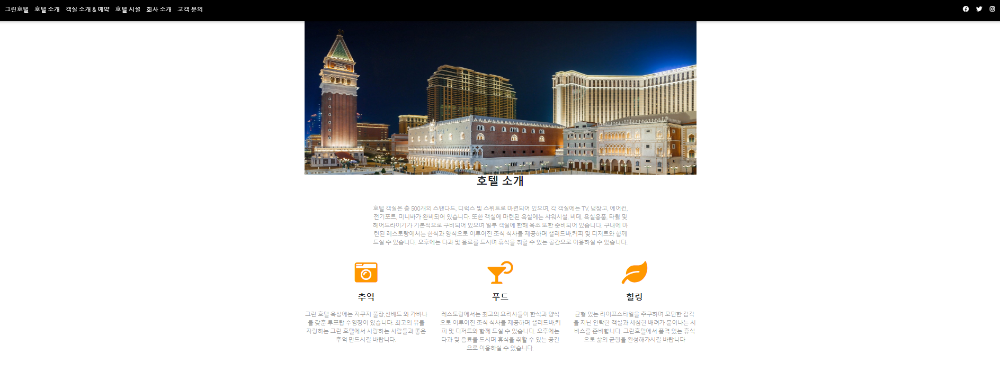 그린호텔 호텔 소개 객실 소개 & 예약 호텔 시설 회사 소개 고객 문의
호텔 소개
호텔 객실은 총 500개의 스탠다드, 디럭스 및 스위트로 마련되어 있으며, 각 객실에는 TV, 냉장고, 에어컨,
전기포트, 미니바가 완비되어 있습니다. 또한 객실에 마련된 욕실에는 샤워시설, 비데, 욕실용품, 타월 및
헤어드라이기가 기본적으로 구비되어 있으며 일부 객실에 한해 욕조 또한 준비되어 있습니다. 구내에 마
련된 레스토랑에서는 한식과 양식으로 이루어진 조식 식사를 제공하며 샐러드바,커피 및 디저트와 함께
드실 수 있습니다. 오후에는 다과 및 음료를 드시며 휴식을 취할 수 있는 공간으로 이용하실 수 있습니다.
추억
그린 호텔 옥상에는 자쿠지 풀장,선배드 와 카바나
를 갖춘 루프탑 수영장이 있습니다. 최고의 뷰를
자랑하는 그린 호텔에서 사랑하는 사람들과 좋은
추억 만드시길 바랍니다.
푸드
레스토랑에서는 최고의 요리사들이 한식과 양식
으로 이루어진 조식 식사를 제공하며 샐러드바,커
피 및 디저트와 함께 드실 수 있습니다. 오후에는
다과 및 음료를 드시며 휴식을 취할 수 있는 공간
으로 이용하실 수 있습니다.
힐링
균형 있는 라이프스타일을 추구하며 모던한 감각
을 지닌 안락한 객실과 세심한 배려가 묻어나는 서
비스를 준비합니다. 그린호텔에서 품격 있는 휴식
으로 삶의 균형을 완성해가시길 바랍니다